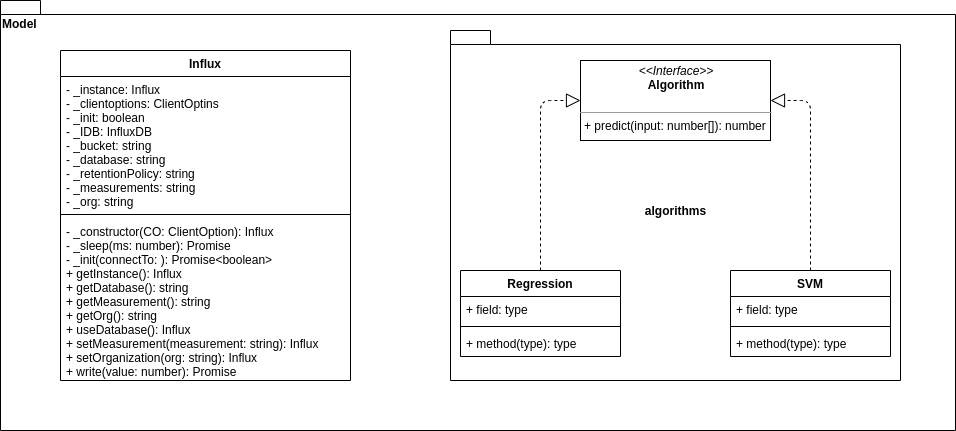 Model
Influx
- _instance: Influx
- _clientoptions: ClientOptins
- _init: boolean
- _IDB: InfluxDB
- _bucket: string
- _database: string
- _retentionPolicy: string
- _measurements: string
- _org: string
- _constructor(CO: ClientOption): Influx
- _sleep(ms: number): Promise
- _init(connectTo: ): Promise<boolean>
+ getInstance(): Influx
+ getDatabase(): string
+ getMeasurement(): string
+ getOrg(): string
+ useDatabase(): Influx
+ setMeasurement(measurement: string): Influx
+ setOrganization(org: string): Influx
+ write(value: number): Promise
<<Interface>>
Algorithm
+ predict(input: number[]): number
algorithms
Regression
+ field: type
+ method(type): type
SVM
+ field: type
+ method(type): type